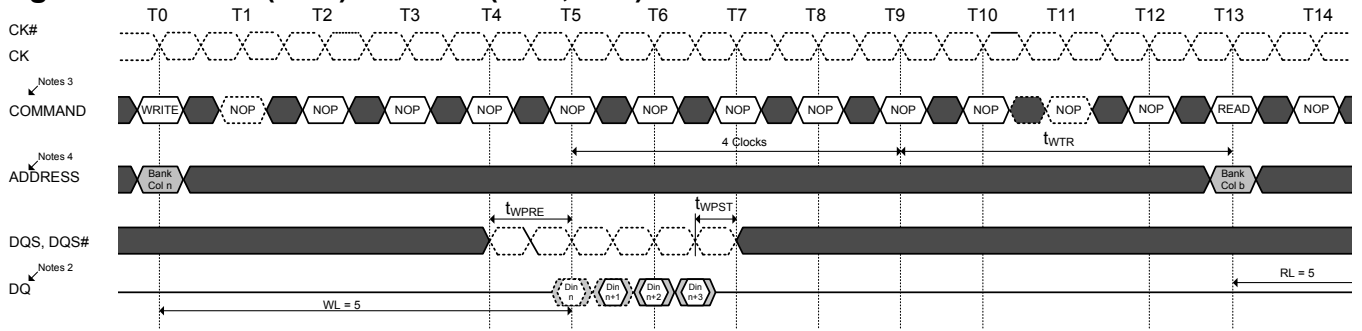 T0 T1 T2 T3 T4 T5 T6 T7 T8 T9 T10 T11 T12 T13 T14
CK#
CK
Notes 3
COMMAND WRITE NOP NOP NOP NOP NOP NOP NOP NOP NOP NOP NOP NOP READ NOP
4 Clocks tWTR
Notes 4
ADDRESS
Bank
Col n
Bank
Col b
tWPRE tWPST
DQS, DQS#
Notes 2
DQ
Din
n
Din
n+1
Din
n+2
Din
n+3
RL = 5
WL = 5